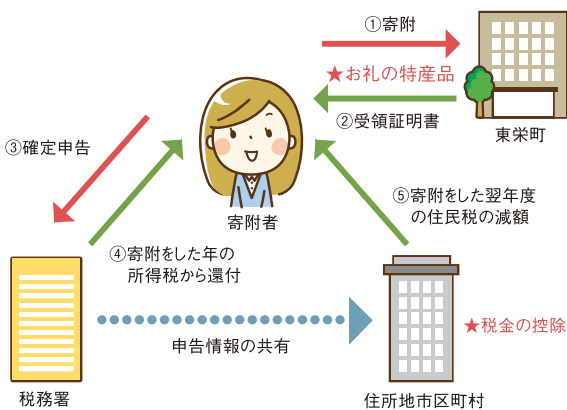 ①寄附
★お礼の特産品
②受領証明書
東栄町
③確定申告
寄附者
⑤寄附をした翌年度
の住民税の減額
④寄附をした年の
所得税から還付
★税金の控除
申告情報の共有
税務署
住所地市区町村